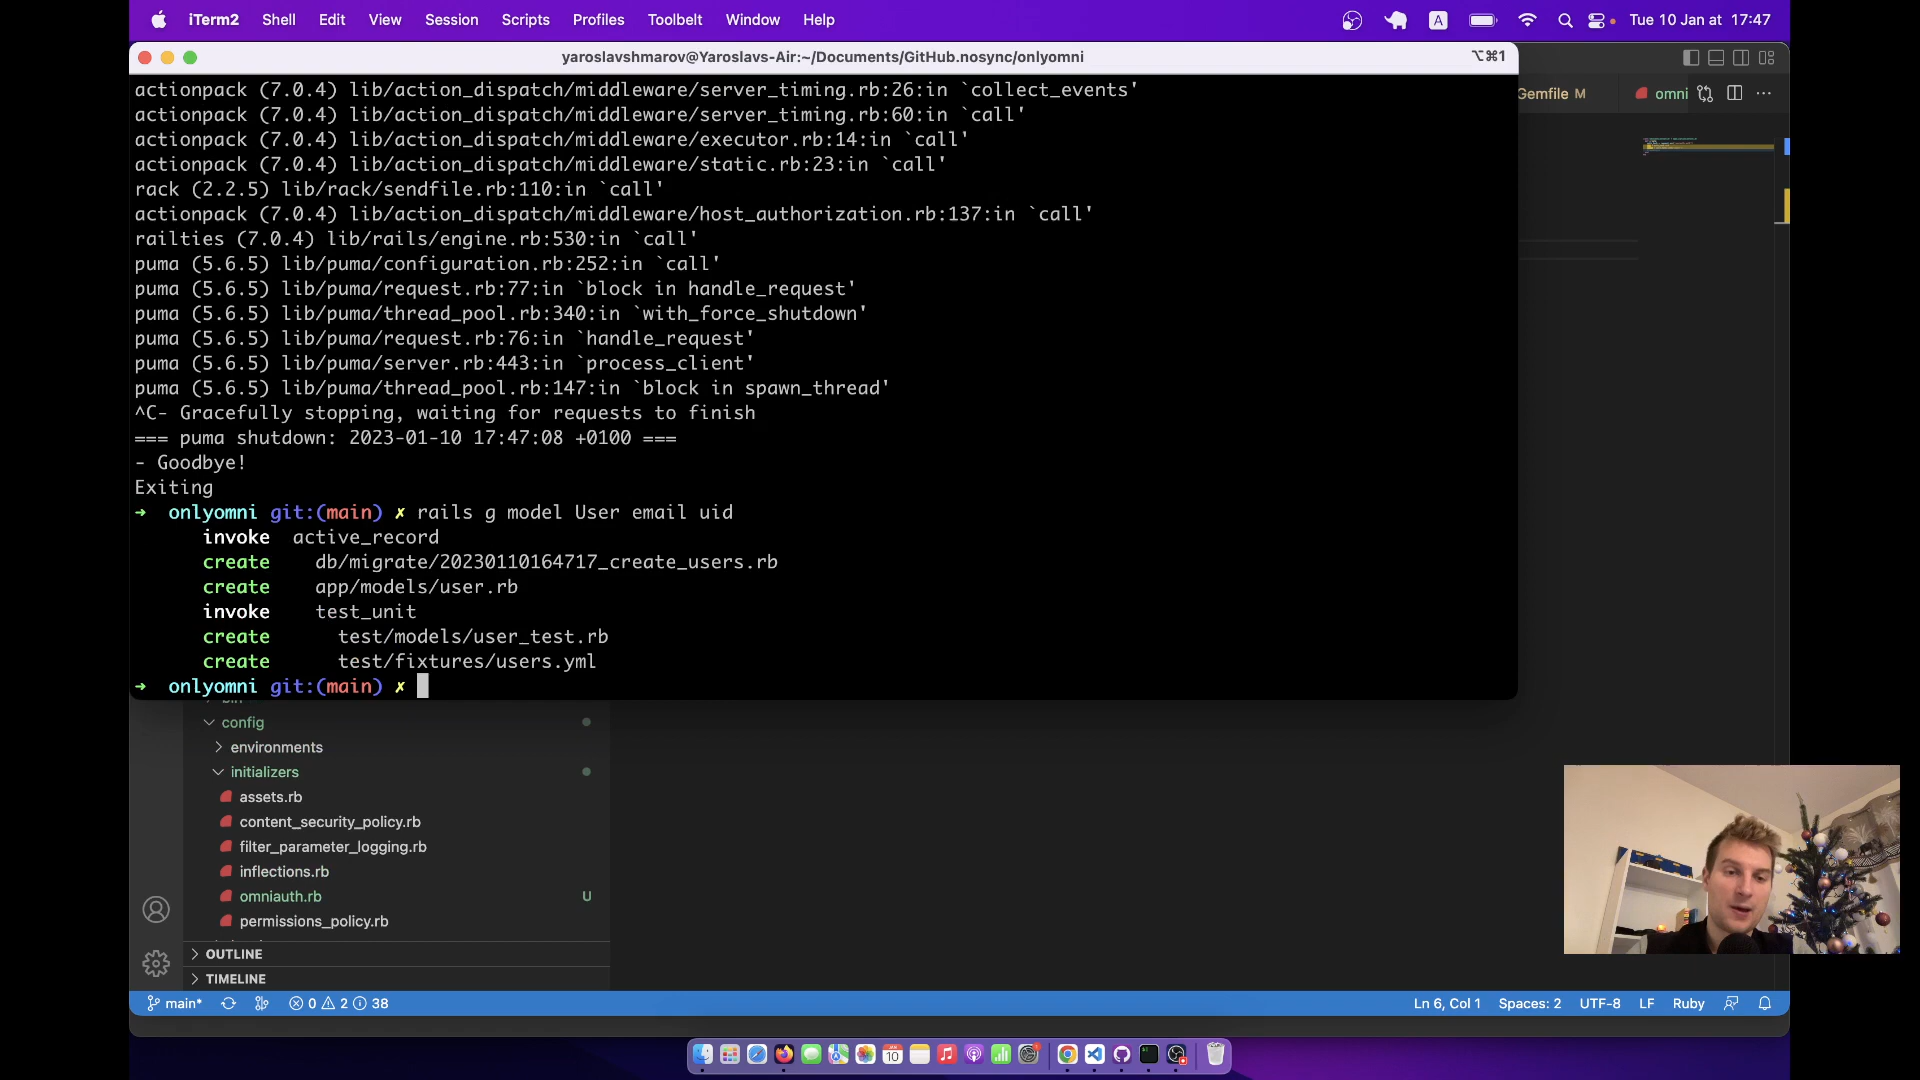 iTerm2 Shell Edit View Session Scripts Profiles Toolbelt Window Help
A Tue 10 Jan at 17:47
yaroslavshmarov@Yaroslavs-Air:~/Documents/GitHub.nosync/onlyomni ⌥⌘1
Gemfile M omni
actionpack (7.0.4) lib/action_dispatch/middleware/server_timing.rb:26:in `collect_events'
actionpack (7.0.4) lib/action_dispatch/middleware/server_timing.rb:60:in `call'
actionpack (7.0.4) lib/action_dispatch/middleware/executor.rb:14:in `call'
actionpack (7.0.4) lib/action_dispatch/middleware/static.rb:23:in `call'
rack (2.2.5) lib/rack/sendfile.rb:110:in `call'
actionpack (7.0.4) lib/action_dispatch/middleware/host_authorization.rb:137:in `call'
railties (7.0.4) lib/rails/engine.rb:530:in `call'
puma (5.6.5) lib/puma/configuration.rb:252:in `call'
puma (5.6.5) lib/puma/request.rb:77:in `block in handle_request'
puma (5.6.5) lib/puma/thread_pool.rb:340:in `with_force_shutdown'
puma (5.6.5) lib/puma/request.rb:76:in `handle_request'
puma (5.6.5) lib/puma/server.rb:443:in `process_client'
puma (5.6.5) lib/puma/thread_pool.rb:147:in `block in spawn_thread'
^C- Gracefully stopping, waiting for requests to finish
=== puma shutdown: 2023-01-10 17:47:08 +0100 ===
- Goodbye!
Exiting
→ onlyomni git:(main) ✗ rails g model User email uid
invoke active_record
create db/migrate/20230110164717_create_users.rb
create app/models/user.rb
invoke test_unit
create test/models/user_test.rb
create test/fixtures/users.yml
→ onlyomni git:(main) ✗
config
environments
initializers
assets.rb
content_security_policy.rb
filter_parameter_logging.rb
inflections.rb
omniauth.rb U
permissions_policy.rb
OUTLINE
TIMELINE
main* 0 2 38 Ln 6, Col 1 Spaces: 2 UTF-8 LF Ruby
10